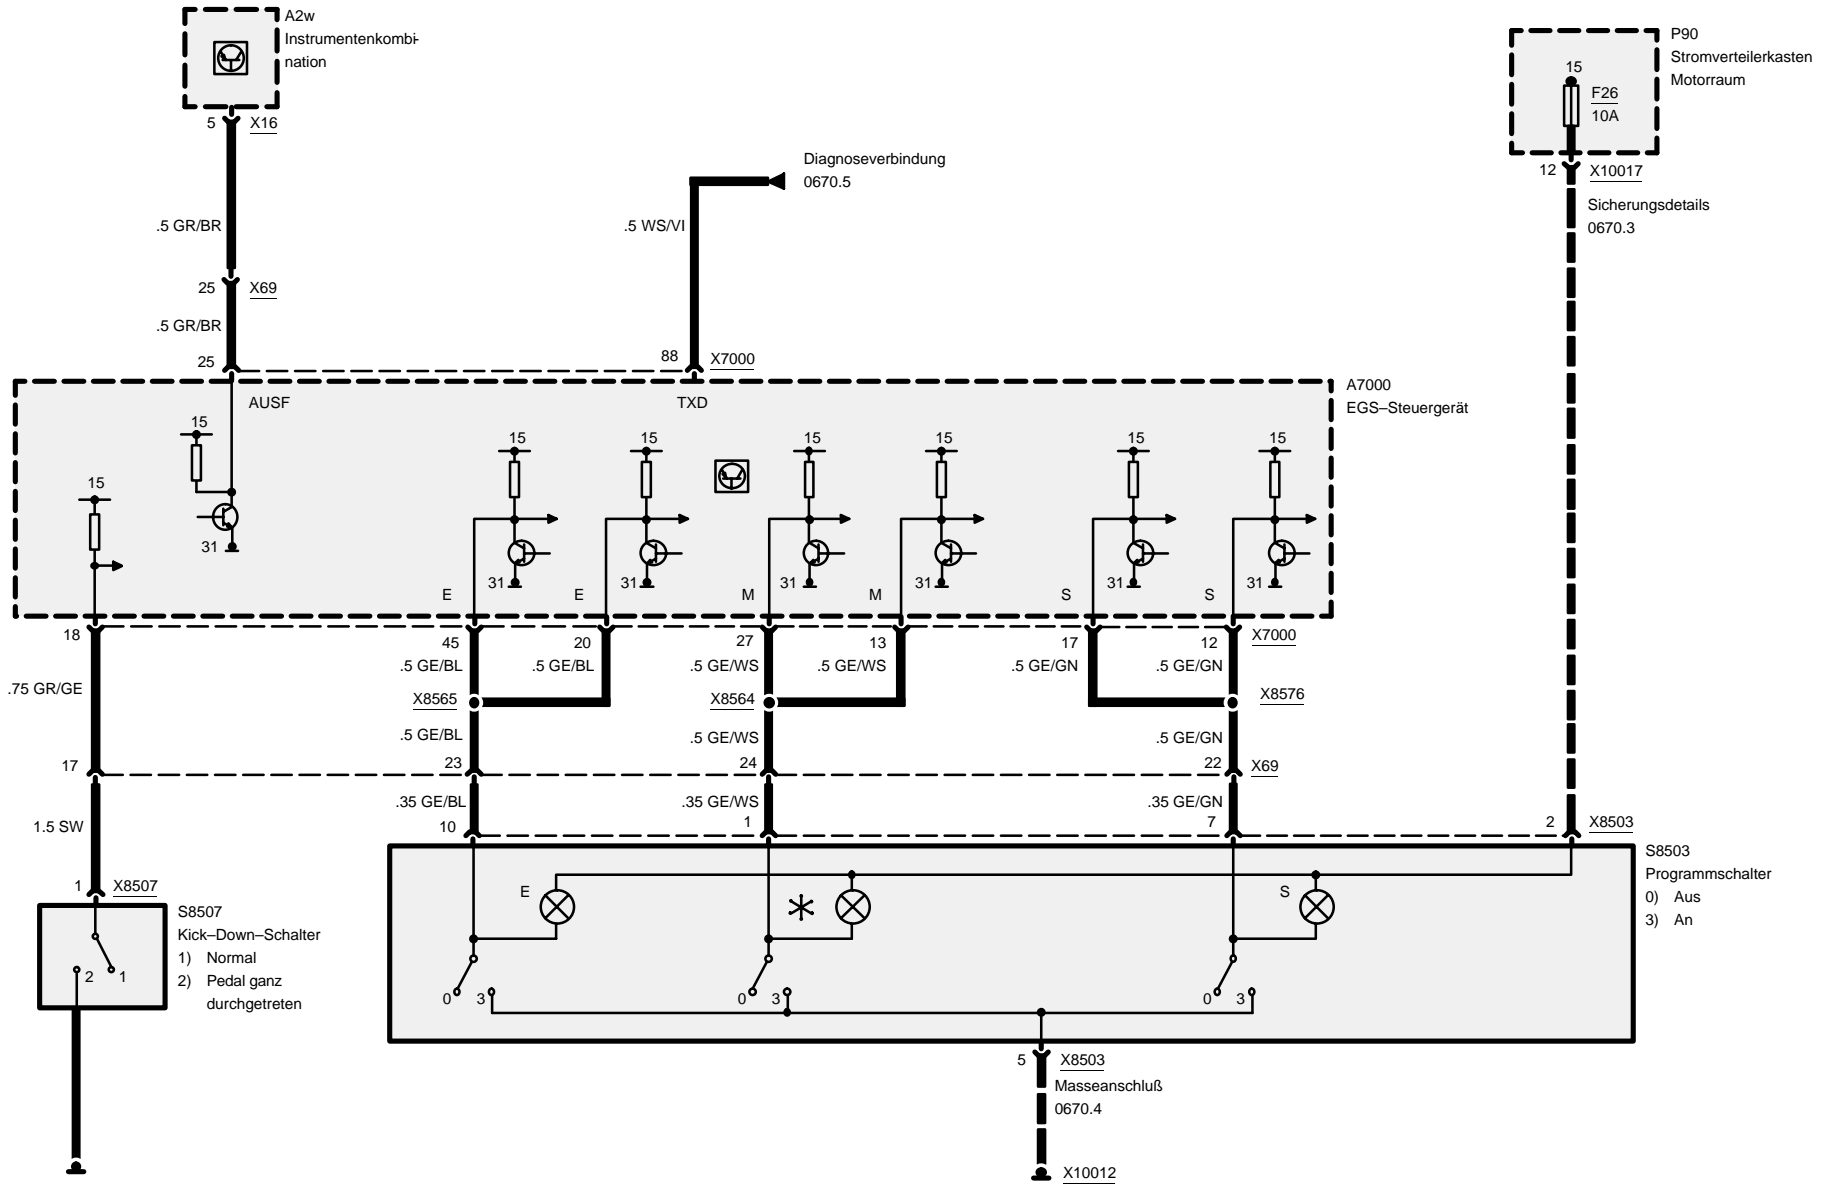 A2w
Instrumentenkombi-
nation
5 X16
.5 GR/BR
25 X69
.5 GR/BR
25
Diagnoseverbindung
0670.5
.5 WS/VI
88 X7000
P90
Stromverteilerkasten
Motorraum
15
F26
10A
12 X10017
Sicherungsdetails
0670.3
A7000
EGS–Steuergerät
AUSF TXD
15 15 15 15 15 15 15
15
31
31 31 31 31 31 31
E E M M S S
18 45 20 27 13 17 12 X7000
.5 GE/BL .5 GE/BL .5 GE/WS .5 GE/WS .5 GE/GN .5 GE/GN
.75 GR/GE
X8565 X8564 X8576
.5 GE/BL .5 GE/WS .5 GE/GN
17 23 24 22 X69
.35 GE/BL .35 GE/WS .35 GE/GN
1.5 SW
10 1 7 2 X8503
S8503
Programmschalter
0) Aus
3) An
E S
0 3 0 3 0 3
1 X8507
S8507
Kick–Down–Schalter
1) Normal
2) Pedal ganz
durchgetreten
2 1
5 X8503
Masseanschluß
0670.4
X10012